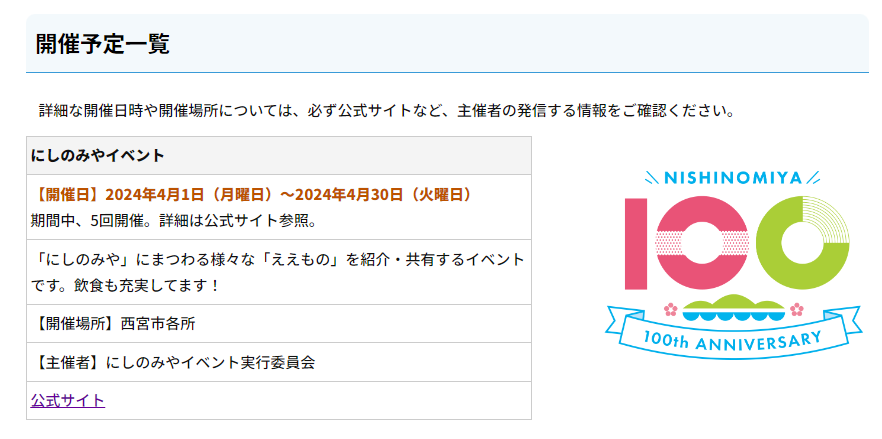 開催予定一覧
詳細な開催日時や開催場所については、必ず公式サイトなど、主催者の発信する情報をご確認ください。
にしのみやイベント
【開催日】2024年4月1日（月曜日）～2024年4月30日（火曜日）
期間中、5回開催。詳細は公式サイト参照。
「にしのみや」にまつわる様々な「ええもの」を紹介・共有するイベント
です。飲食も充実してます！
【開催場所】西宮市各所
【主催者】にしのみやイベント実行委員会
公式サイト
NISHINOMIYA
100
100th ANNIVERSARY